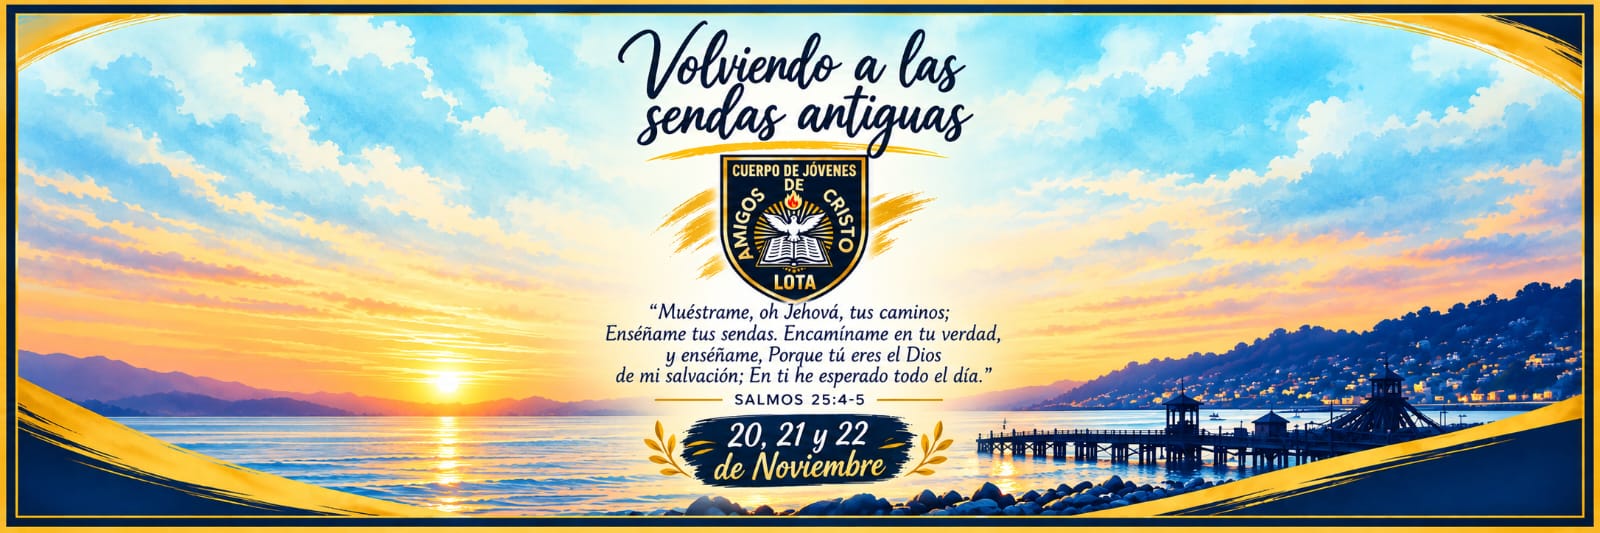 Volviendo a las
sendas antiguas
CUERPO DE JÓVENES
DE
AMIGOS CRISTO
LOTA
“Muéstrame, oh Jehová, tus caminos;
Enséñame tus sendas. Encamíname en tu verdad,
y enséñame, Porque tú eres el Dios
de mi salvación; En ti he esperado todo el día.”
SALMOS 25:4-5
20, 21 y 22
de Noviembre